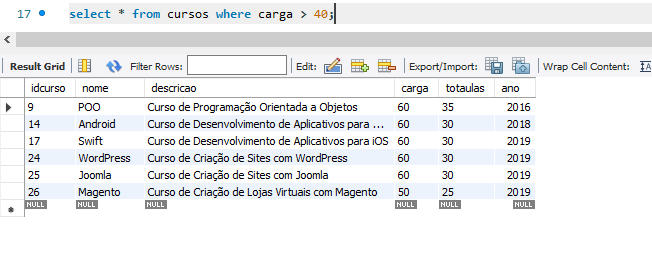 17 select * from cursos where carga > 40;
Result Grid Filter Rows: Edit: Export/Import: Wrap Cell Content:
idcurso nome descricao carga totaulas ano
9 POO Curso de Programação Orientada a Objetos 60 35 2016
14 Android Curso de Desenvolvimento de Aplicativos para ... 60 30 2018
17 Swift Curso de Desenvolvimento de Aplicativos para iOS 60 30 2019
24 WordPress Curso de Criação de Sites com WordPress 60 30 2019
25 Joomla Curso de Criação de Sites com Joomla 60 30 2019
26 Magento Curso de Criação de Lojas Virtuais com Magento 50 25 2019
NULL NULL NULL NULL NULL NULL